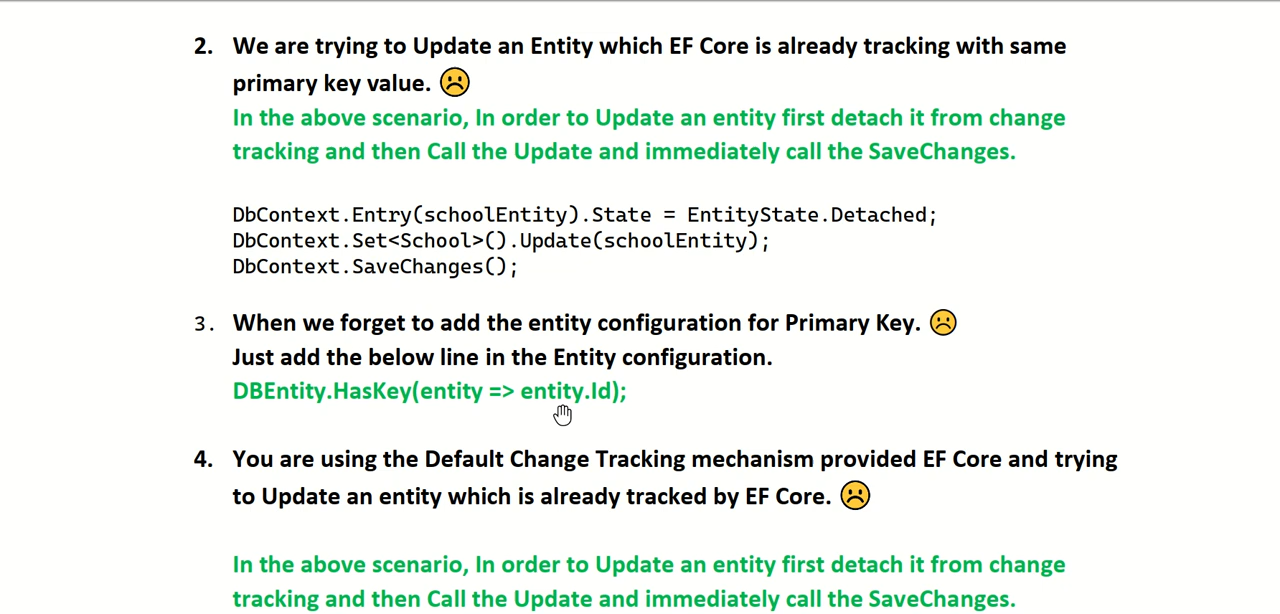 2. We are trying to Update an Entity which EF Core is already tracking with same
primary key value. ☹
In the above scenario, In order to Update an entity first detach it from change
tracking and then Call the Update and immediately call the SaveChanges.
DbContext.Entry(schoolEntity).State = EntityState.Detached;
DbContext.Set<School>().Update(schoolEntity);
DbContext.SaveChanges();
3. When we forget to add the entity configuration for Primary Key. ☹
Just add the below line in the Entity configuration.
DBEntity.HasKey(entity => entity.Id);
4. You are using the Default Change Tracking mechanism provided EF Core and trying
to Update an entity which is already tracked by EF Core. ☹
In the above scenario, In order to Update an entity first detach it from change
tracking and then Call the Update and immediately call the SaveChanges.